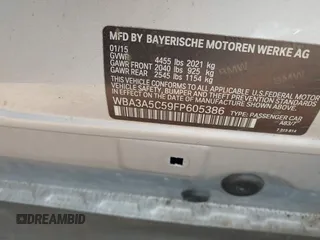 MFD BY BAYERISCHE MOTOREN WERKE AG
01/15
GVWR 4455 lbs 2021 kg
GAWR FRONT 2040 lbs 925 kg
GAWR REAR 2545 lbs 1154 kg
THIS VEHICLE CONFORMS TO ALL APPLICABLE U.S.FEDERAL MOTOR
VEHICLE SAFETY, BUMPER, AND THEFT PREVENTION STANDARDS
IN EFFECT ON THE DATE OF MANUFACTURE SHOWN ABOVE.
WBA3A5C59FP605386 TYPE: PASSENGER CAR
DREAMBID